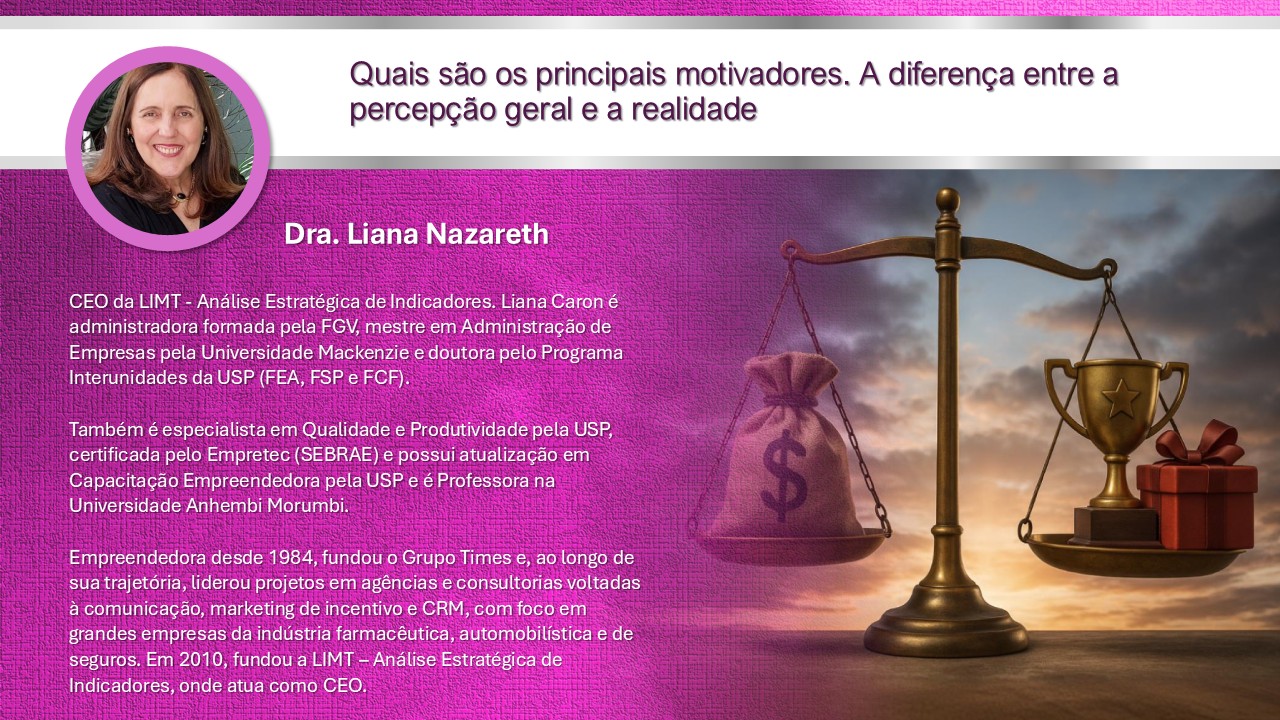 Quais são os principais motivadores. A diferença entre a
percepção geral e a realidade
Dra. Liana Nazareth
CEO da LIMT - Análise Estratégica de Indicadores. Liana Caron é
administradora formada pela FGV, mestre em Administração de
Empresas pela Universidade Mackenzie e doutora pelo Programa
Interunidades da USP (FEA, FSP e FCF).
Também é especialista em Qualidade e Produtividade pela USP,
certificada pelo Empretec (SEBRAE) e possui atualização em
Capacitação Empreendedora pela USP e é Professora na
Universidade Anhembi Morumbi.
Empreendedora desde 1984, fundou o Grupo Times e, ao longo de
sua trajetória, liderou projetos em agências e consultorias voltadas
à comunicação, marketing de incentivo e CRM, com foco em
grandes empresas da indústria farmacêutica, automobilística e de
seguros. Em 2010, fundou a LIMT – Análise Estratégica de
Indicadores, onde atua como CEO.
$